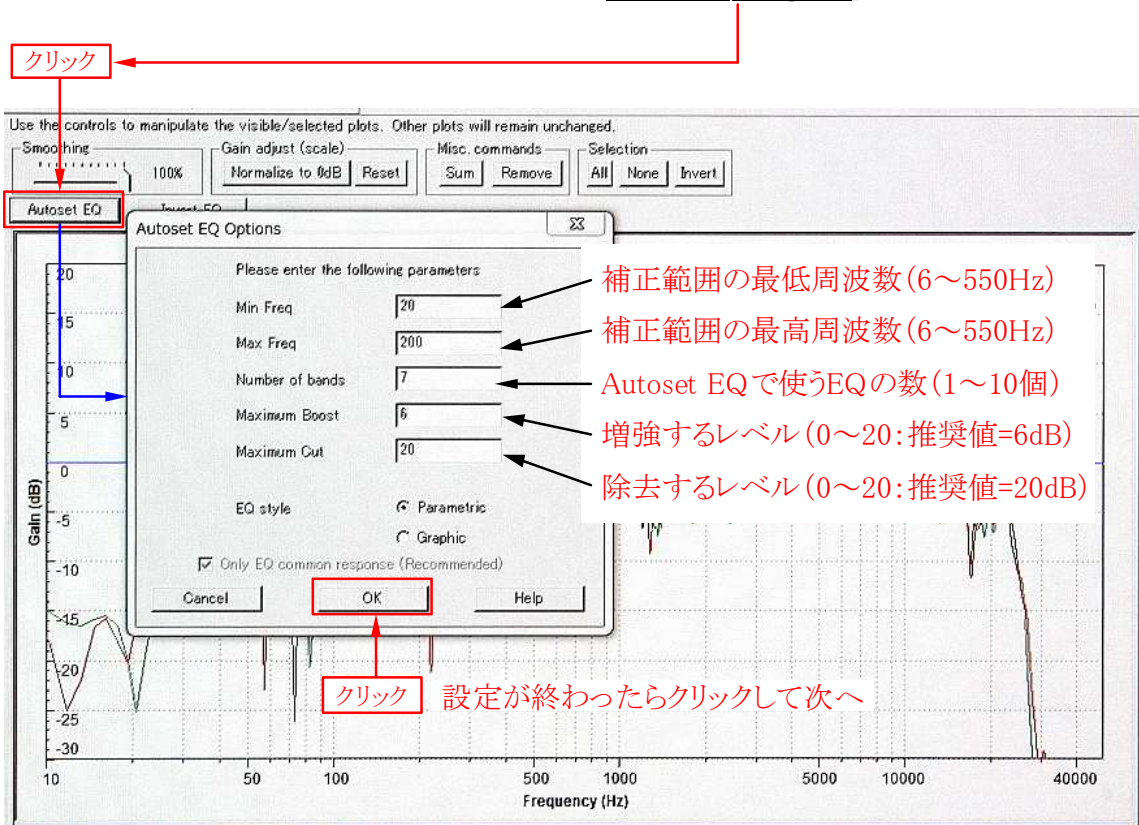 クリック
Use the controls to manipulate the visible/selected plots. Other plots will remain unchanged.
Smoothing
100%
Gain adjust (scale)
Normalize to 0dB
Reset
Misc. commands
Sum
Remove
Selection
All
None
Invert
Autoset EQ
Invert EQ
Autoset EQ Options
Please enter the following parameters
Min Freq
20
補正範囲の最低周波数(6~550Hz)
Max Freq
200
補正範囲の最高周波数(6~550Hz)
Number of bands
7
Autoset EQで使うEQの数(1~10個)
Maximum Boost
6
増強するレベル(0~20:推奨値=6dB)
Maximum Cut
20
除去するレベル(0~20:推奨値=20dB)
EQ style
Parametric
Graphic
Only EQ common response (Recommended)
Cancel
OK
Help
クリック
設定が終わったらクリックして次へ
Gain (dB)
20
15
10
5
0
-5
-10
-15
-20
-25
-30
10
50
100
500
1000
5000
10000
40000
Frequency (Hz)